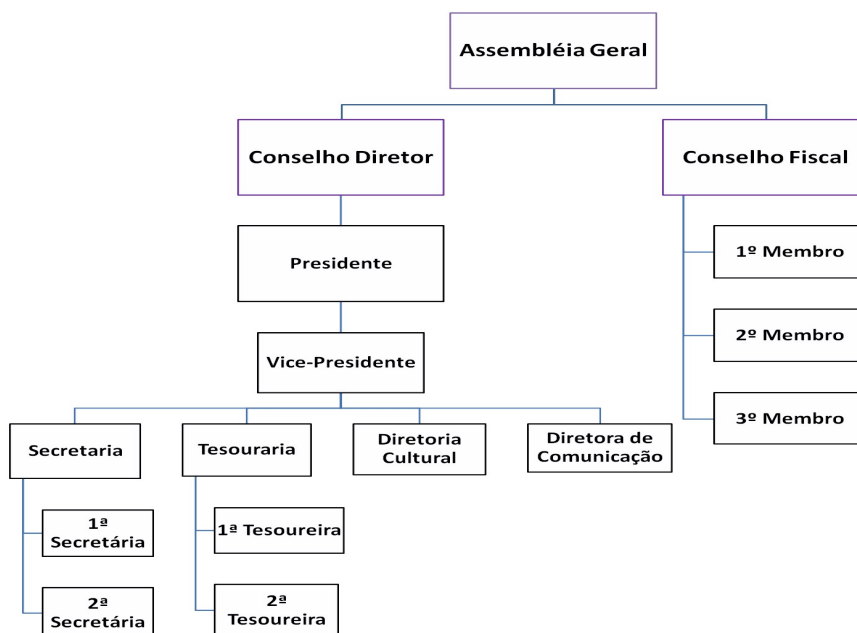 Assembléia Geral
Conselho Diretor
Conselho Fiscal
Presidente
1º Membro
Vice-Presidente
2º Membro
3º Membro
Secretaria
Tesouraria
Diretoria
Cultural
Diretora de
Comunicação
1ª
Secretária
1ª Tesoureira
2ª
Secretária
2ª
Tesoureira